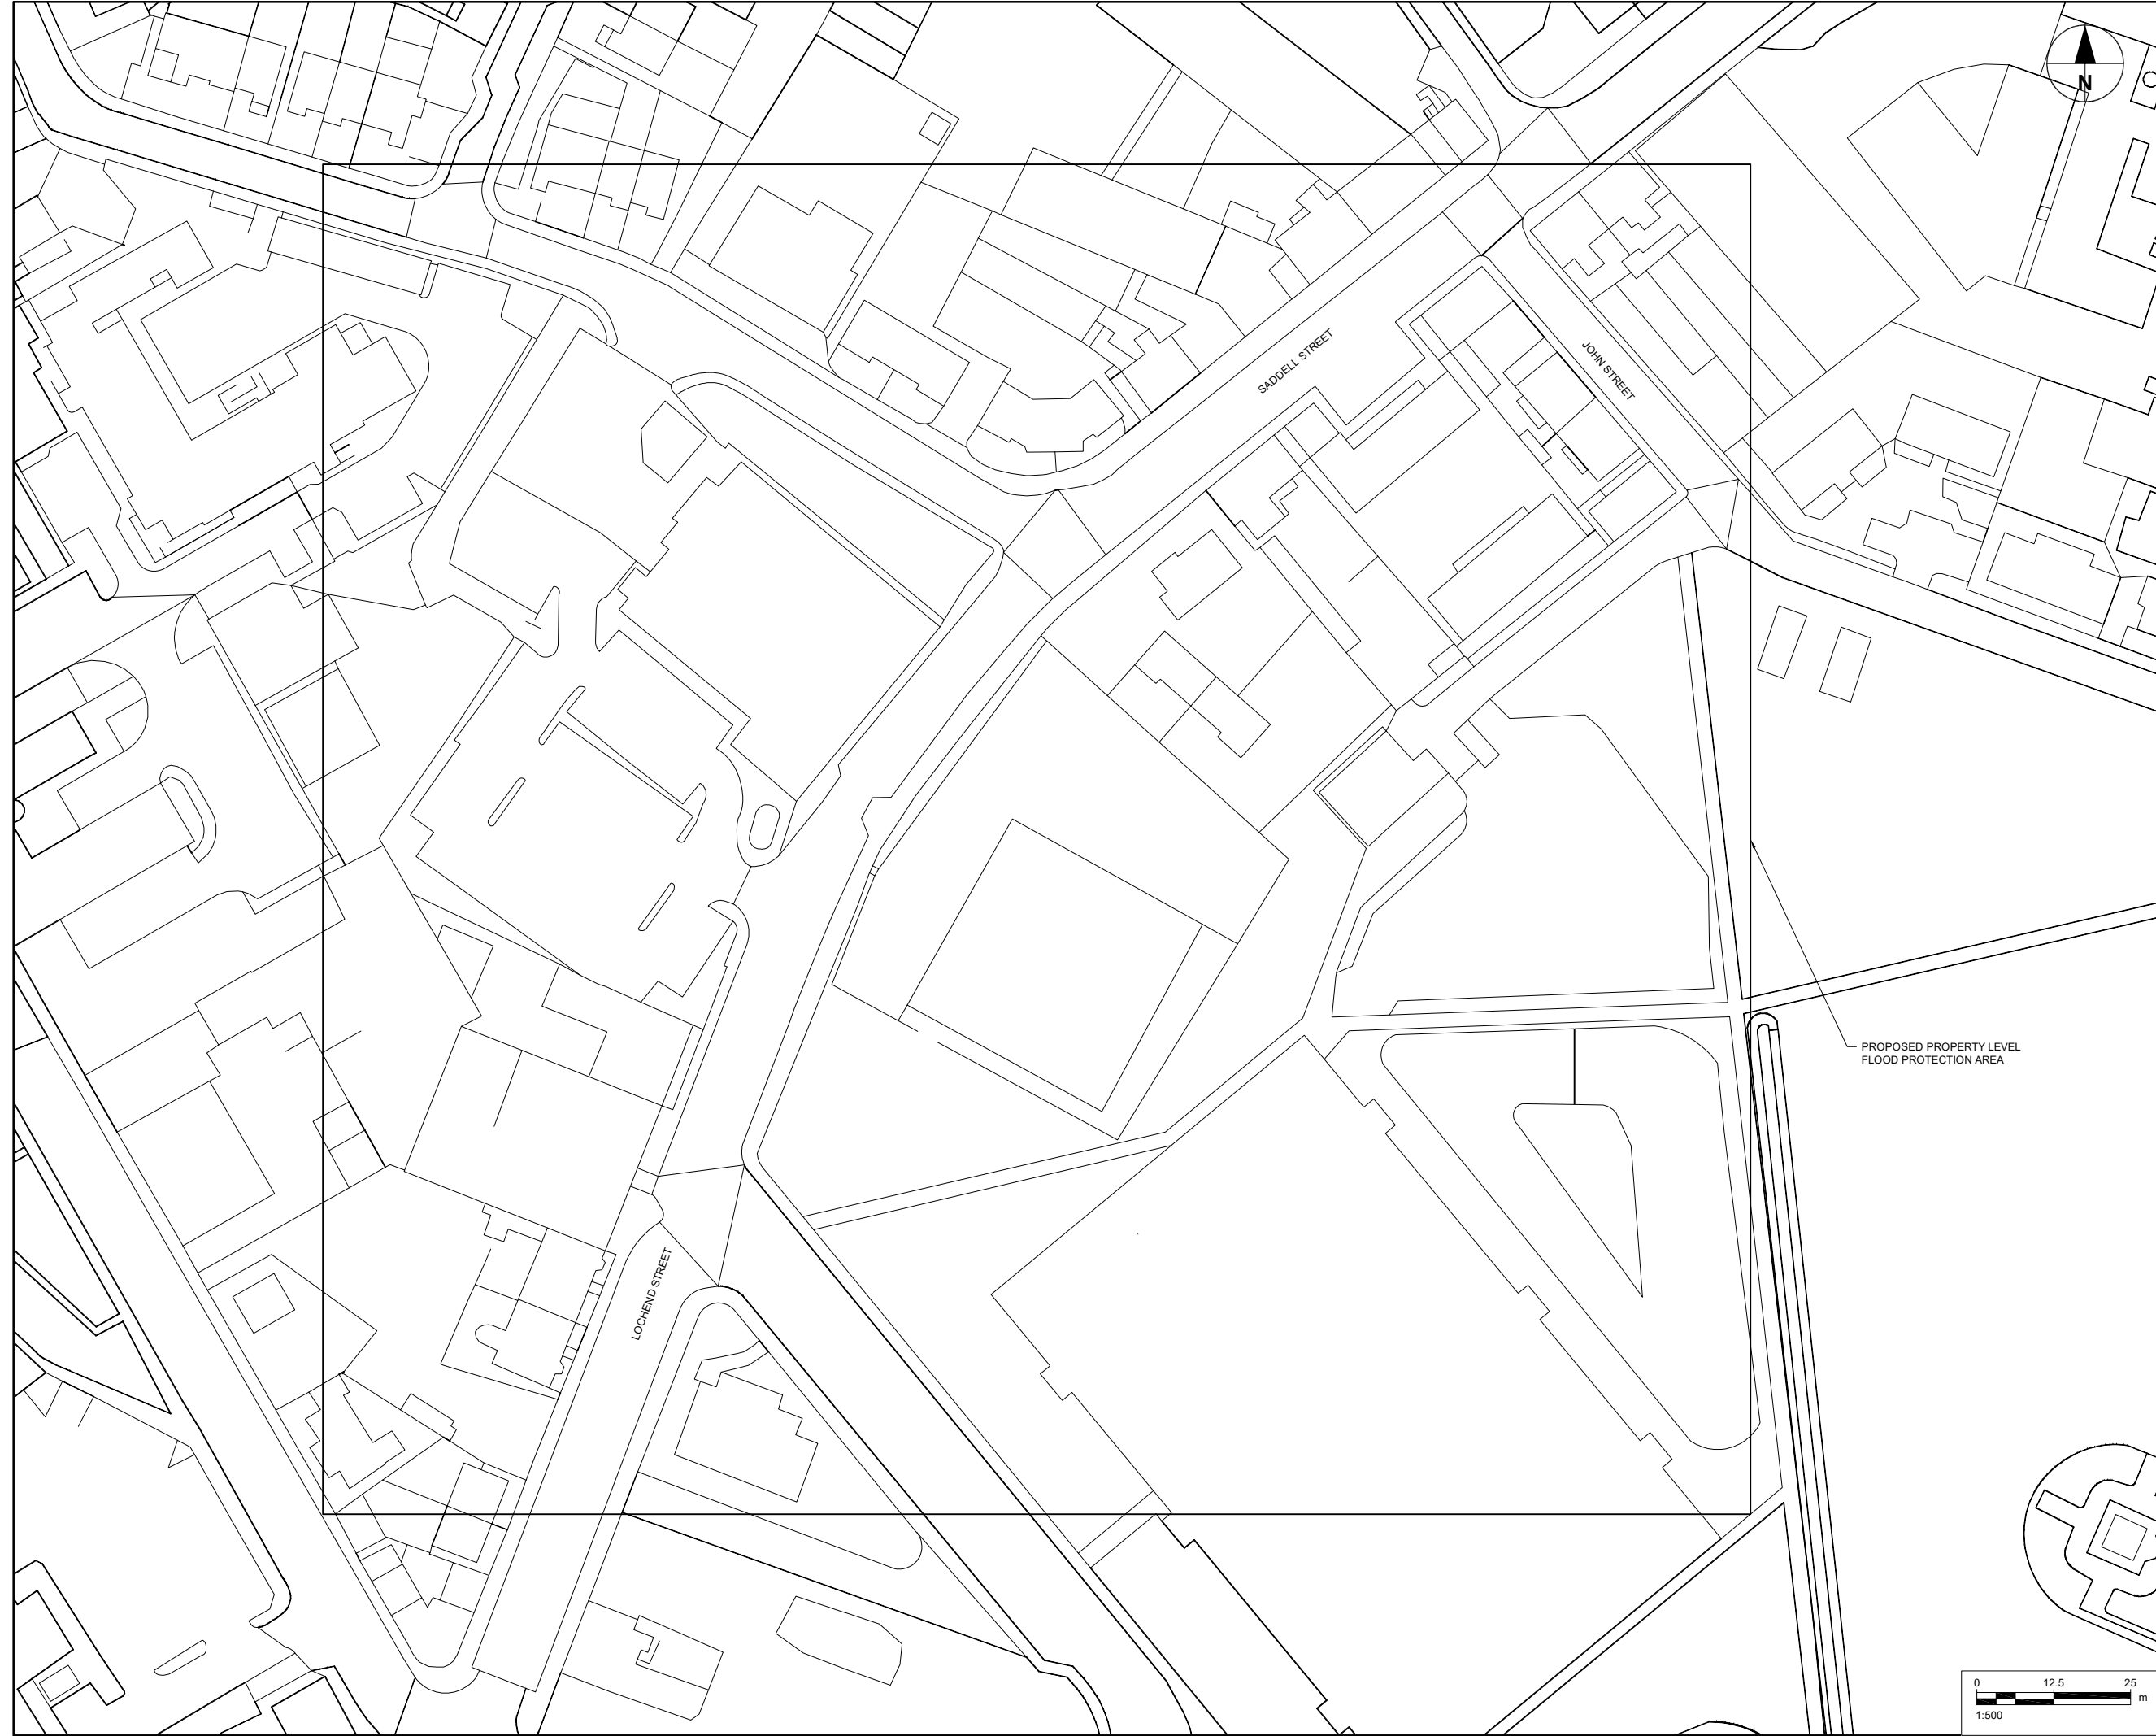 N
SADDELL STREET
JOHN STREET
PROPOSED PROPERTY LEVEL
FLOOD PROTECTION AREA
LOCHEND STREET
0 12.5 25
m
1:500